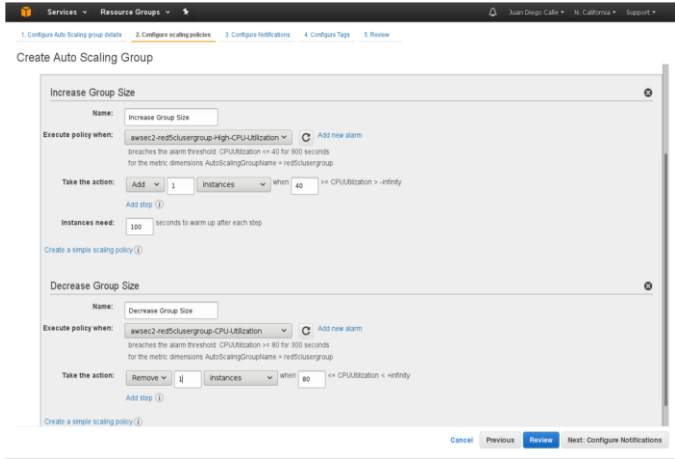 Services Resource Groups Juan Diego Calle N. California Support
1. Configure Auto Scaling group details 2. Configure scaling policies 3. Configure Notifications 4. Configure Tags 5. Review
Create Auto Scaling Group
Increase Group Size
Name: Increase Group Size
Execute policy when: awsec2-red5clusergroup-High-CPU-Utilization Add new alarm
breaches the alarm threshold: CPUUtilization <= 40 for 300 seconds
for the metric dimensions AutoScalingGroupName = red5clusergroup
Take the action: Add 1 instances when 40 >= CPUUtilization > -infinity
Add step i
Instances need: 100 seconds to warm up after each step
Create a simple scaling policy i
Decrease Group Size
Name: Decrease Group Size
Execute policy when: awsec2-red5clusergroup-CPU-Utilization Add new alarm
breaches the alarm threshold: CPUUtilization >= 80 for 300 seconds
for the metric dimensions AutoScalingGroupName = red5clusergroup
Take the action: Remove 1 instances when 80 <= CPUUtilization < +infinity
Add step i
Create a simple scaling policy i
Cancel Previous Review Next: Configure Notifications